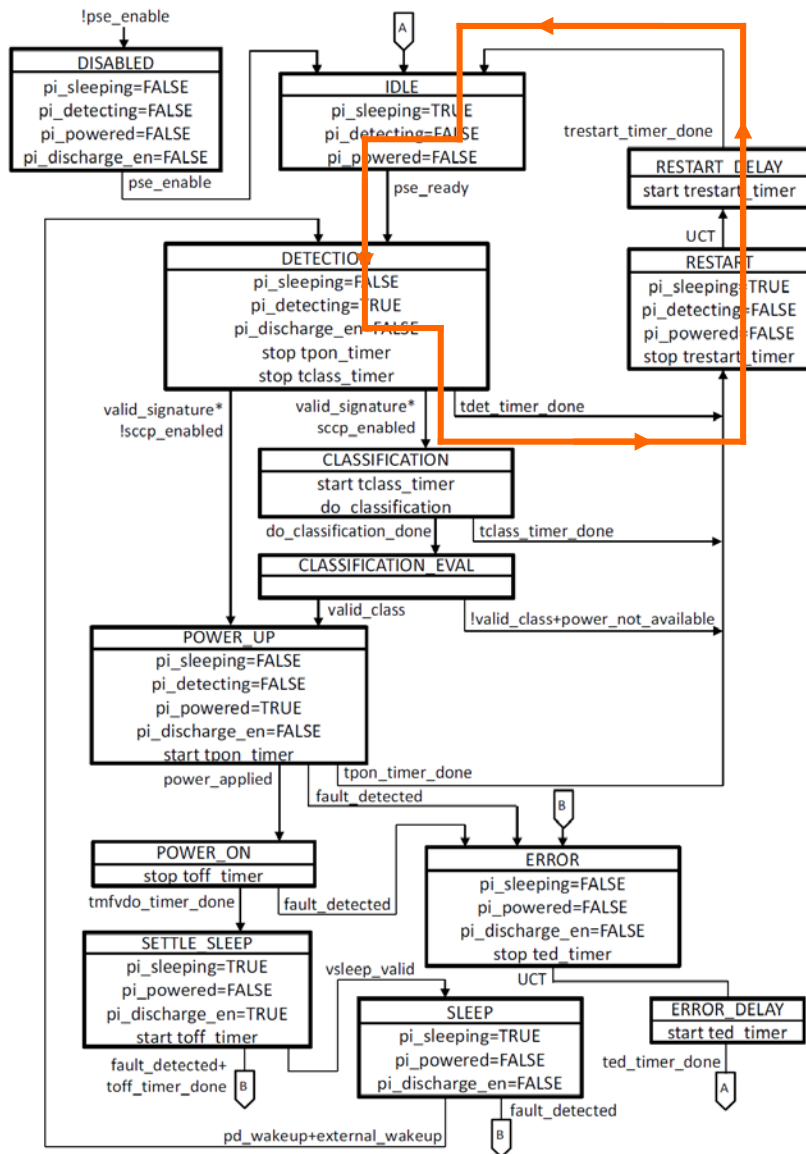 !pse_enable
A
DISABLED
pi_sleeping=FALSE
pi_detecting=FALSE
pi_powered=FALSE
pi_discharge_en=FALSE
pse_enable
IDLE
pi_sleeping=TRUE
pi_detecting=FALSE
pi_powered=FALSE
pse_ready
trestart_timer_done
RESTART_DELAY
start trestart_timer
UCT
RESTART
pi_sleeping=TRUE
pi_detecting=FALSE
pi_powered=FALSE
stop trestart_timer
DETECTION
pi_sleeping=FALSE
pi_detecting=TRUE
pi_discharge_en=FALSE
stop tpon_timer
stop tclass_timer
valid_signature*
!sccp_enabled
valid_signature*
sccp_enabled
tdet_timer_done
CLASSIFICATION
start tclass_timer
do_classification
do_classification_done
tclass_timer_done
CLASSIFICATION_EVAL
valid_class
!valid_class+power_not_available
POWER_UP
pi_sleeping=FALSE
pi_detecting=FALSE
pi_powered=TRUE
pi_discharge_en=FALSE
start tpon_timer
power_applied
fault_detected
tpon_timer_done
B
POWER_ON
stop toff_timer
tmfvdo_timer_done
fault_detected
ERROR
pi_sleeping=FALSE
pi_powered=FALSE
pi_discharge_en=FALSE
stop ted_timer
UCT
SETTLE_SLEEP
pi_sleeping=TRUE
pi_powered=FALSE
pi_discharge_en=TRUE
start toff_timer
vsleep_valid
fault_detected+
toff_timer_done
B
SLEEP
pi_sleeping=TRUE
pi_powered=FALSE
pi_discharge_en=FALSE
ERROR_DELAY
start ted_timer
ted_timer_done
A
fault_detected
B
pd_wakeup+external_wakeup